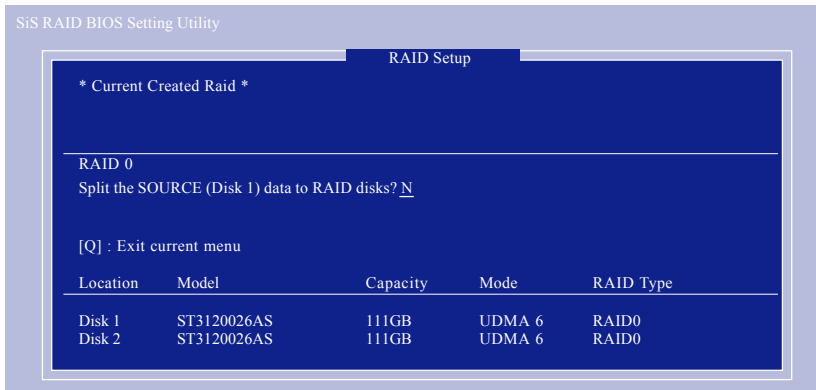 SiS RAID BIOS Setting Utility
RAID Setup
* Current Created Raid *
RAID 0
Split the SOURCE (Disk 1) data to RAID disks? N
[Q] : Exit current menu
Location Model Capacity Mode RAID Type
Disk 1 ST3120026AS 111GB UDMA 6 RAID0
Disk 2 ST3120026AS 111GB UDMA 6 RAID0